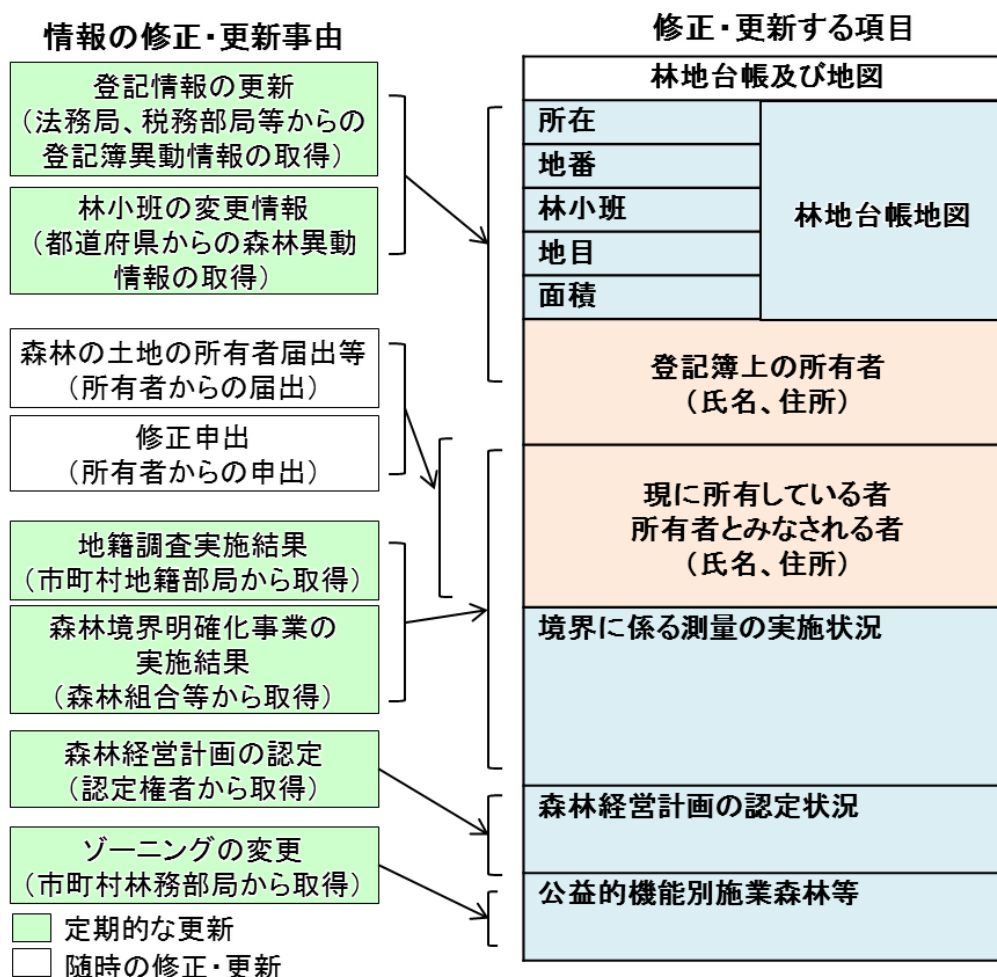 情報の修正・更新事由
登記情報の更新
（法務局、税務部局等からの
登記簿異動情報の取得）
林小班の変更情報
（都道府県からの森林異動
情報の取得）
森林の土地の所有者届出等
（所有者からの届出）
修正申出
（所有者からの申出）
地籍調査実施結果
（市町村地籍部局から取得）
森林境界明確化事業の
実施結果
（森林組合等から取得）
森林経営計画の認定
（認定権者から取得）
ゾーニングの変更
（市町村林務部局から取得）
定期的な更新
随時の修正・更新
修正・更新する項目
林地台帳及び地図
所在
地番
林小班
地目
面積
林地台帳地図
登記簿上の所有者
（氏名、住所）
現に所有している者
所有者とみなされる者
（氏名、住所）
境界に係る測量の実施状況
森林経営計画の認定状況
公益的機能別施業森林等